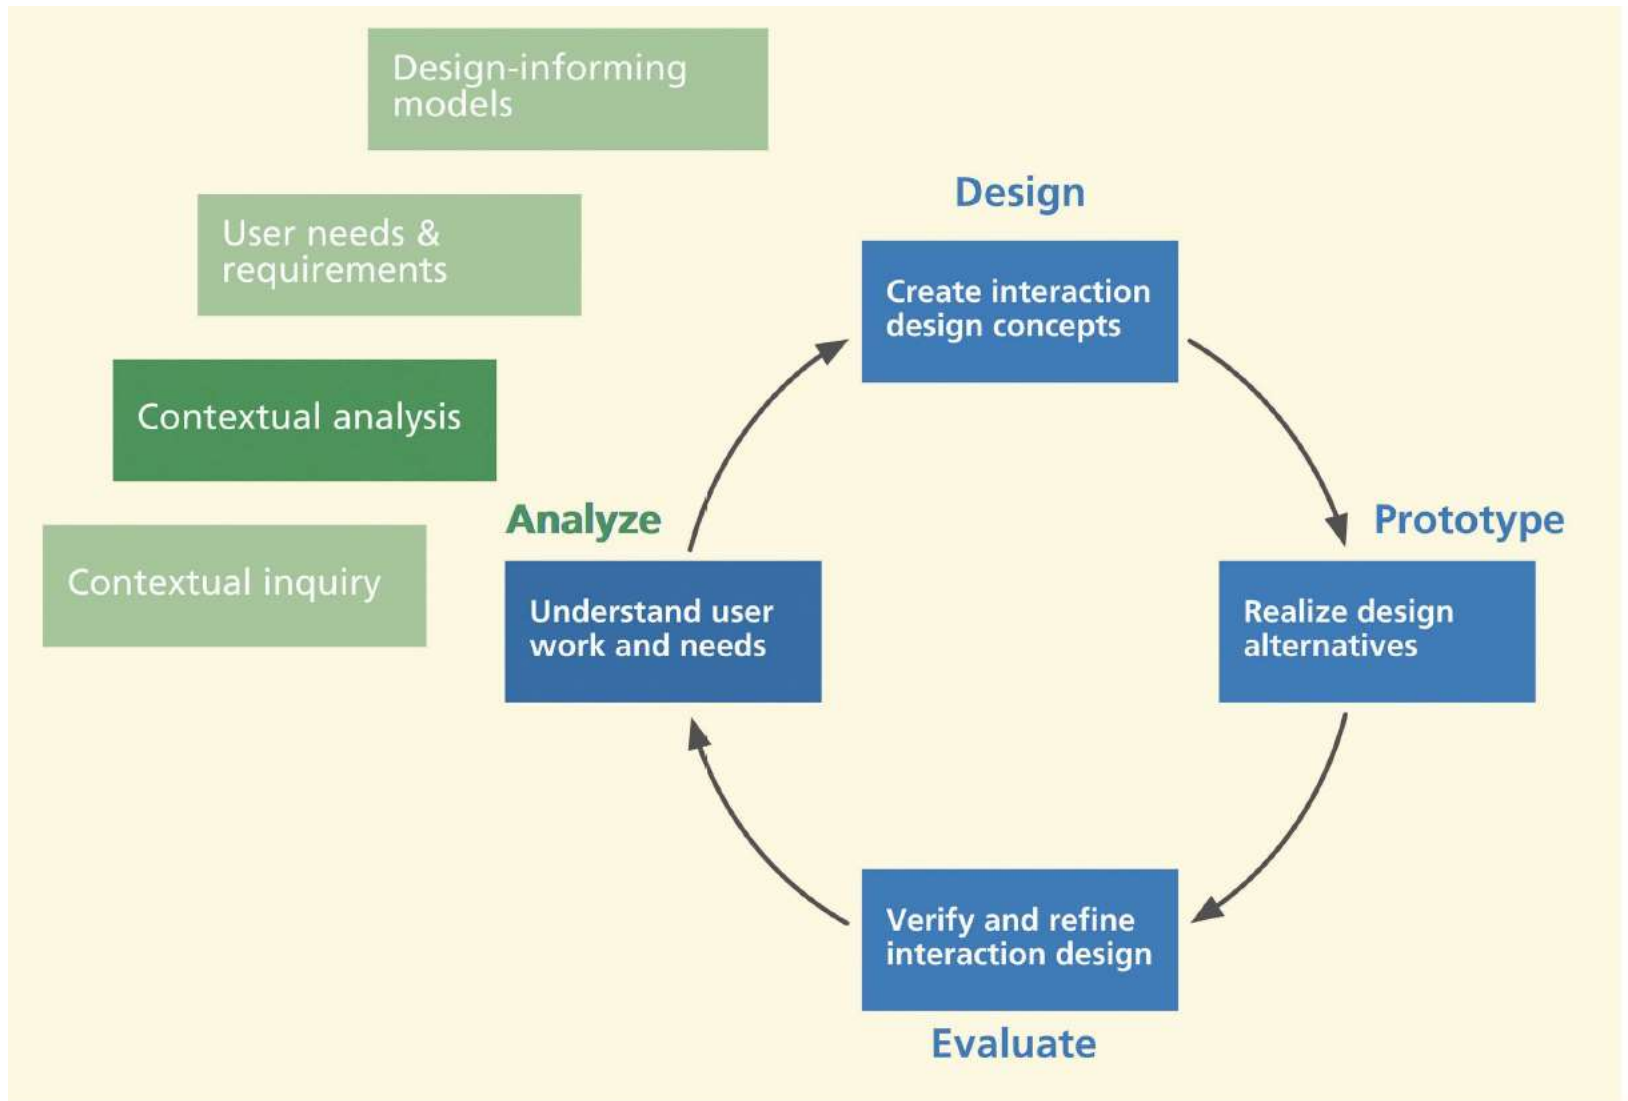 Design-informing
models
User needs &
requirements
Contextual analysis
Contextual inquiry
Analyze
Understand user
work and needs
Design
Create interaction
design concepts
Prototype
Realize design
alternatives
Verify and refine
interaction design
Evaluate